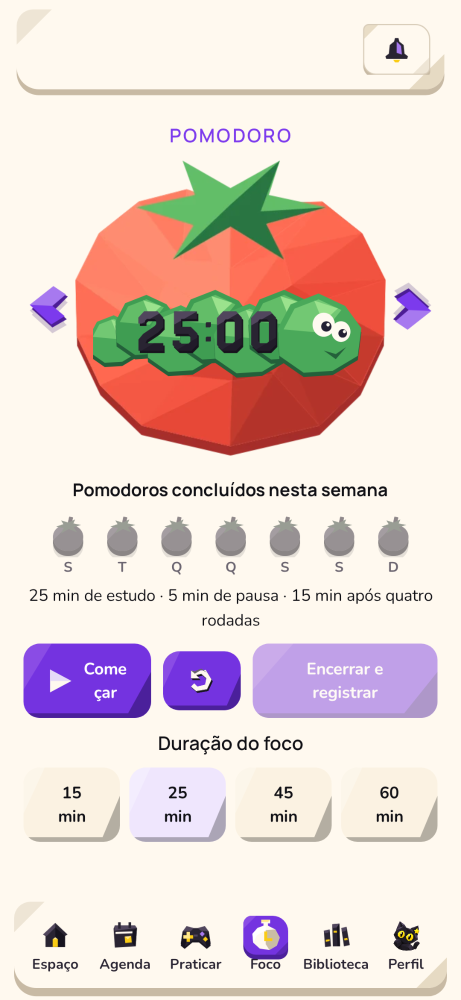 POMODORO
25:00
Pomodoros concluídos nesta semana
S T Q Q S S D
25 min de estudo · 5 min de pausa · 15 min após quatro
rodadas
Come
çar
Encerrar e
registrar
Duração do foco
15
min
25
min
45
min
60
min
Espaço Agenda Praticar Foco Biblioteca Perfil